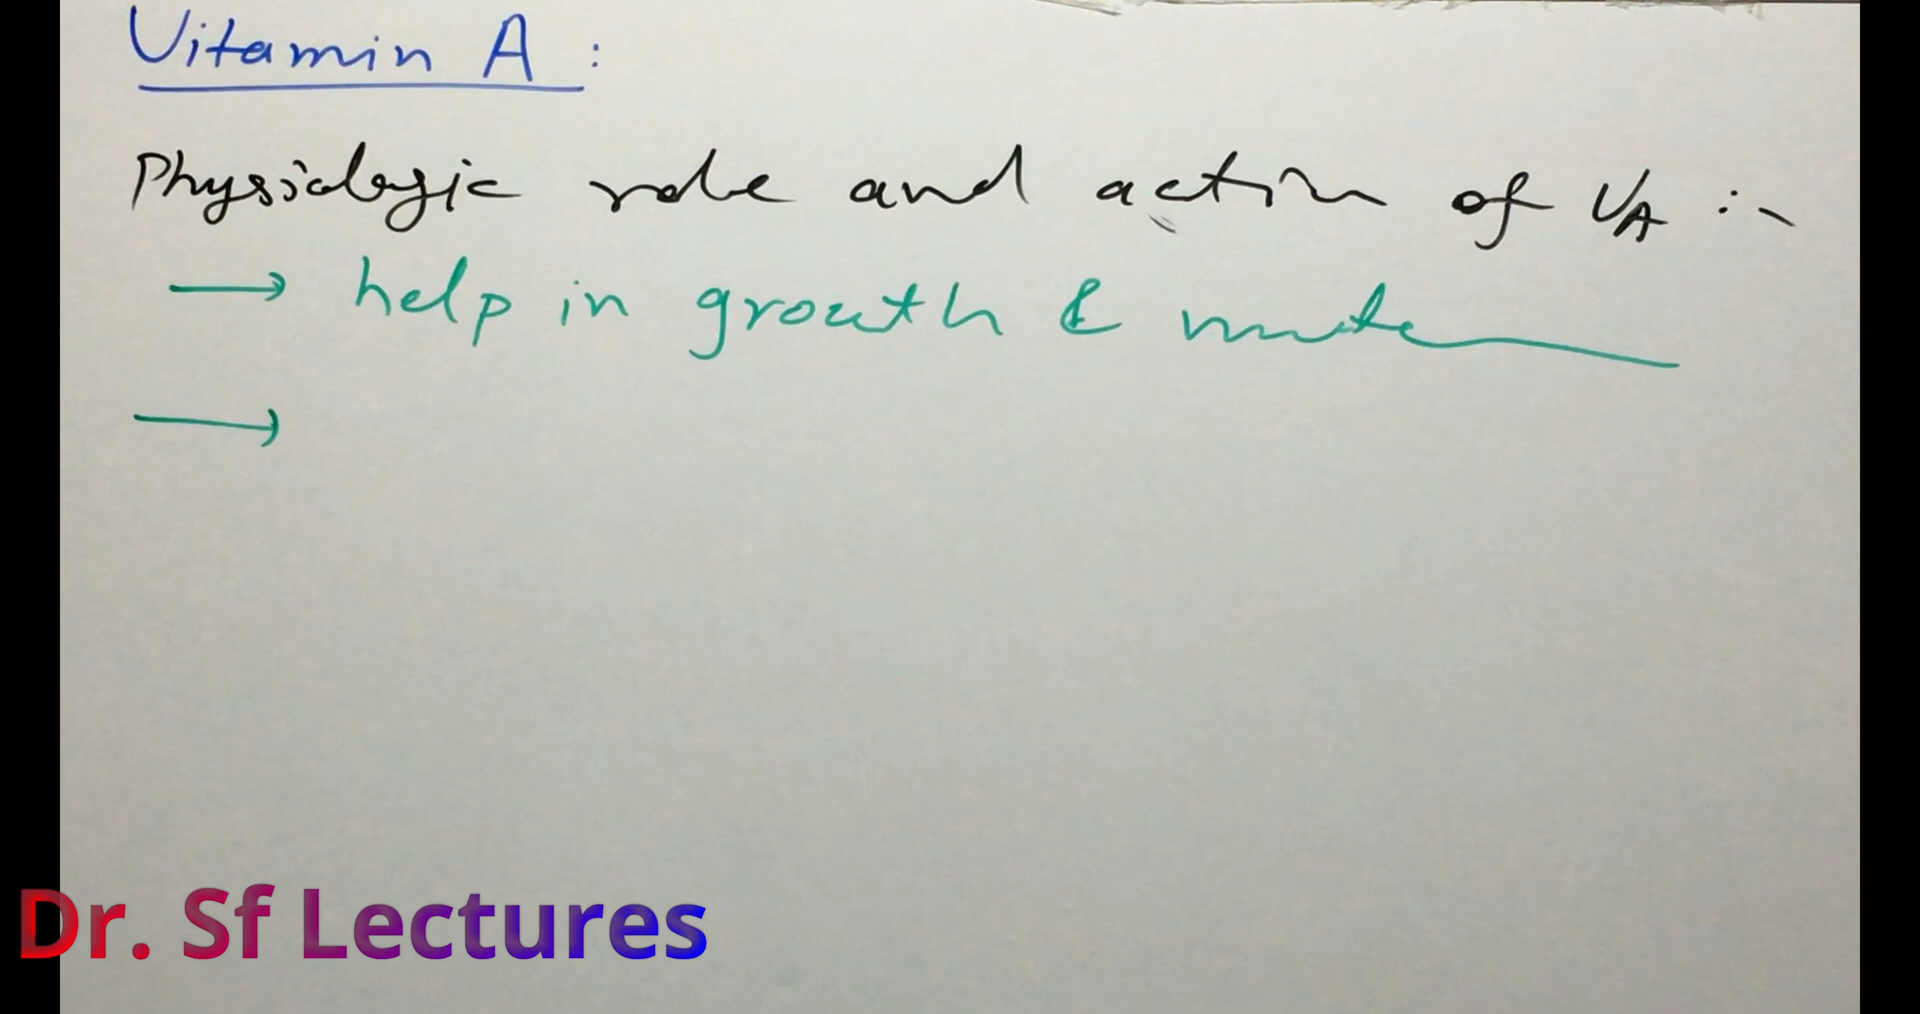 Vitamin A :
Physiologic role and action of VA :-
→ help in growth &
→
Dr. Sf Lectures